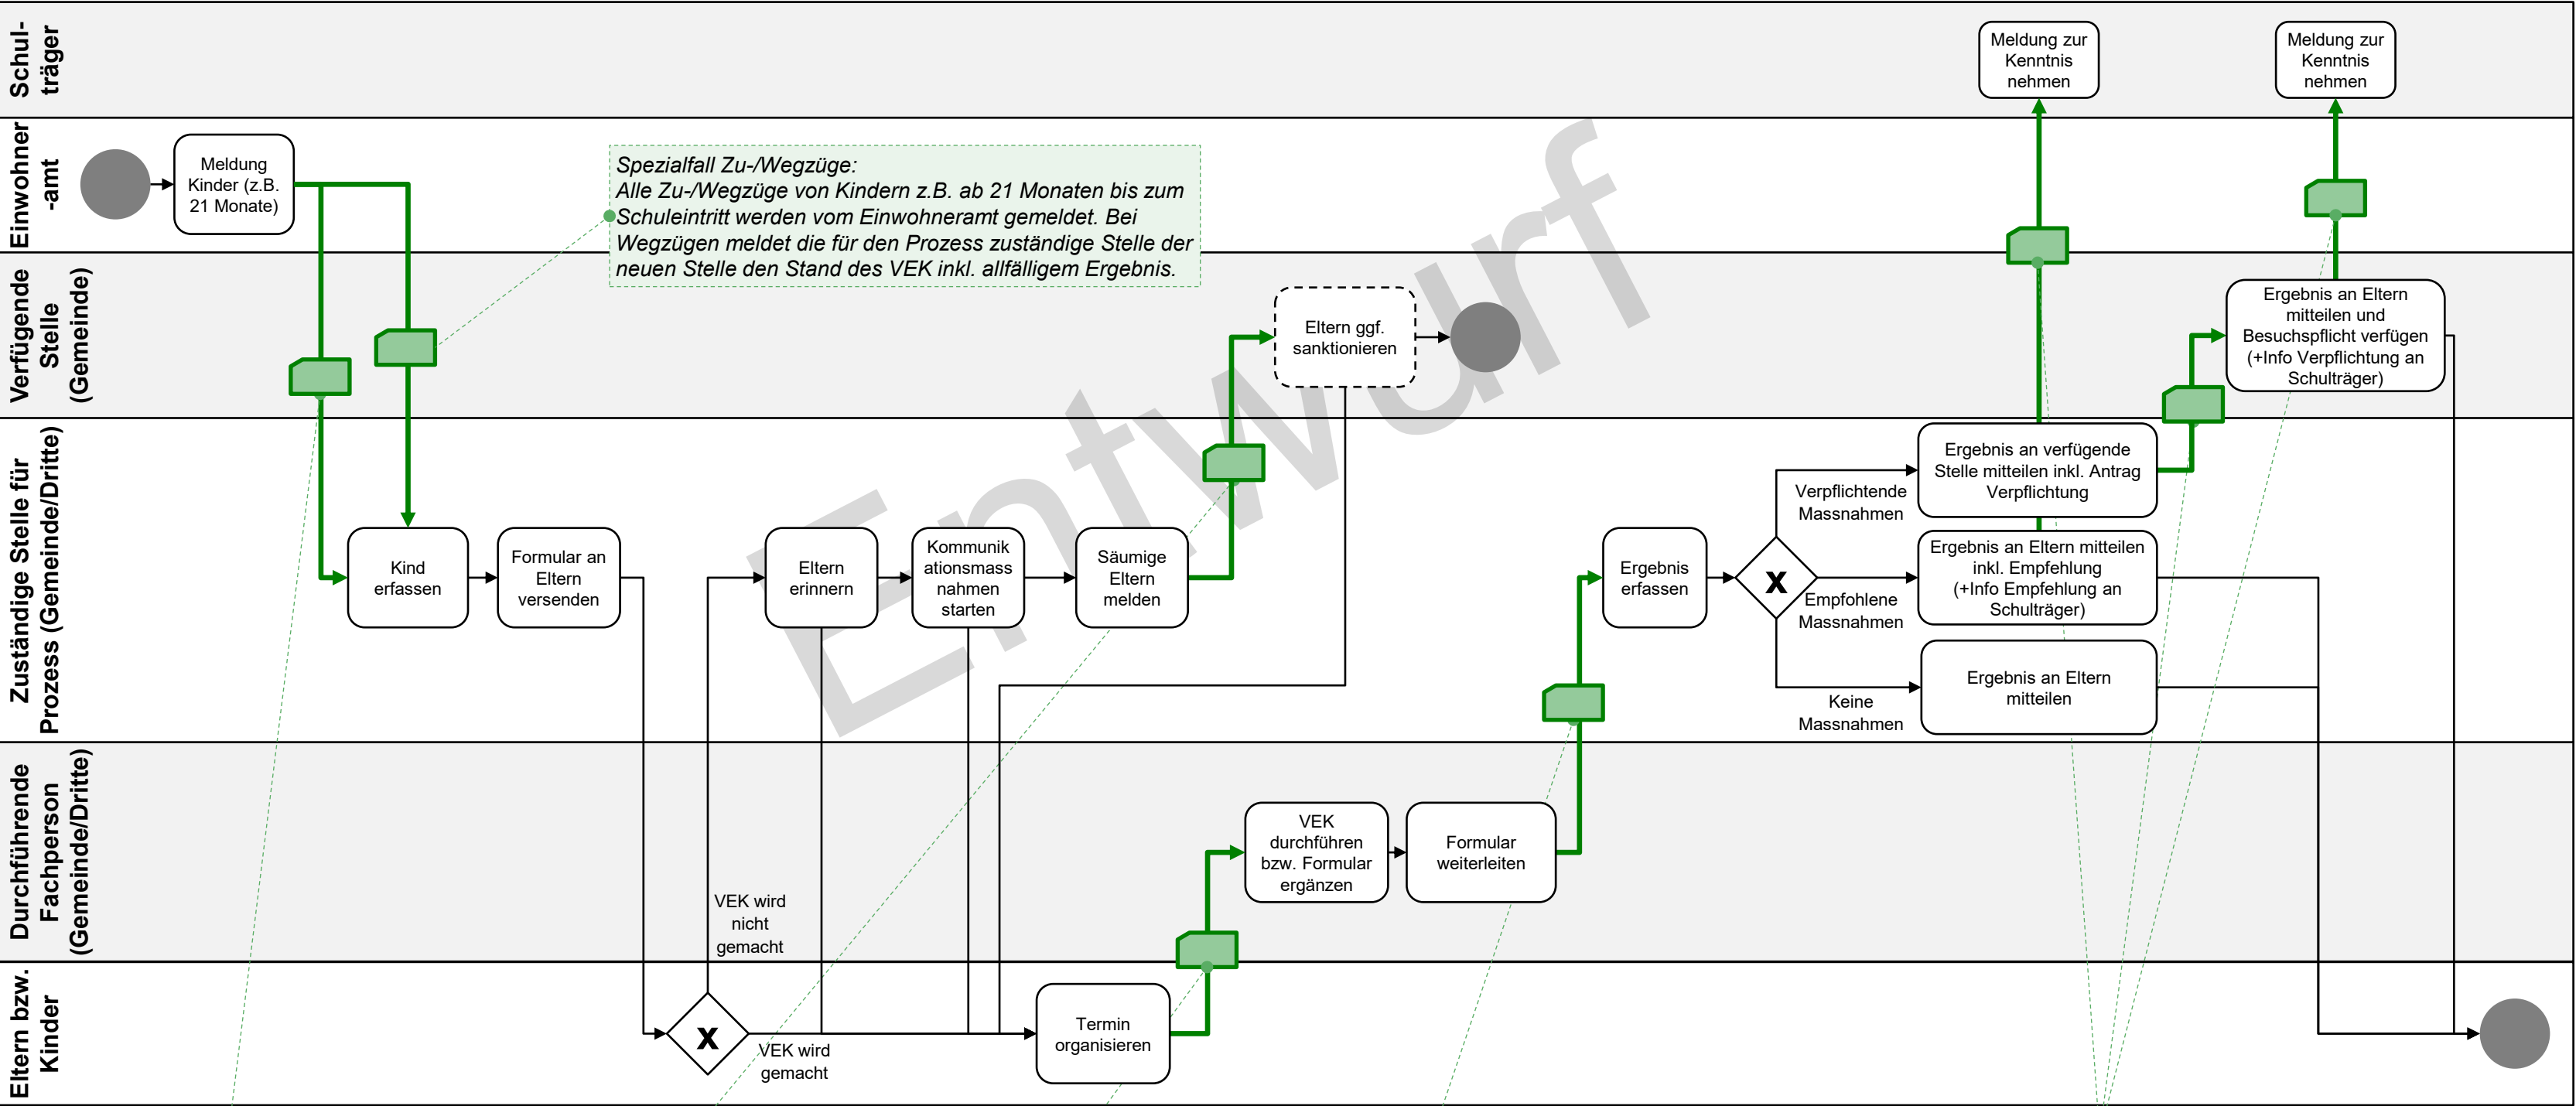 Schul-
träger
Meldung zur
Kenntnis
nehmen
Meldung zur
Kenntnis
nehmen
Einwohner
-amt
Meldung
Kinder (z.B.
21 Monate)
Spezialfall Zu-/Wegzüge:
Alle Zu-/Wegzüge von Kindern z.B. ab 21 Monaten bis zum
Schuleintritt werden vom Einwohneramt gemeldet. Bei
Wegzügen meldet die für den Prozess zuständige Stelle der
neuen Stelle den Stand des VEK inkl. allfälligem Ergebnis.
Entwurf
Verfügende
Stelle
(Gemeinde)
Eltern ggf.
sanktionieren
Ergebnis an Eltern
mitteilen und
Besuchspflicht verfügen
(+Info Verpflichtung an
Schulträger)
Zuständige Stelle für
Prozess (Gemeinde/Dritte)
Kind
erfassen
Formular an
Eltern
versenden
Eltern
erinnern
Kommunik
ationsmass
nahmen
starten
Säumige
Eltern
melden
Ergebnis
erfassen
X
Verpflichtende
Massnahmen
Empfohlene
Massnahmen
Keine
Massnahmen
Ergebnis an verfügende
Stelle mitteilen inkl. Antrag
Verpflichtung
Ergebnis an Eltern mitteilen
inkl. Empfehlung
(+Info Empfehlung an
Schulträger)
Ergebnis an Eltern
mitteilen
Durchführende
Fachperson
(Gemeinde/Dritte)
VEK
durchführen
bzw. Formular
ergänzen
Formular
weiterleiten
VEK wird
nicht
gemacht
Eltern bzw.
Kinder
X
VEK wird
gemacht
Termin
organisieren